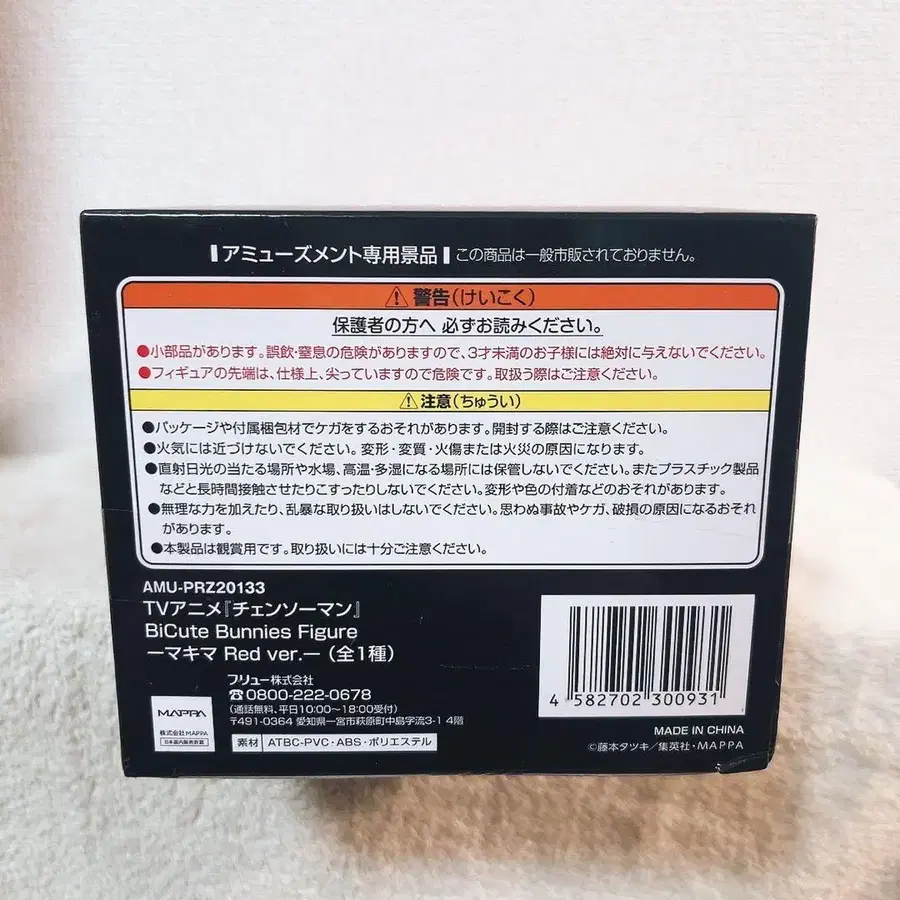 アミューズメント専用景品 この商品は一般市販されておりません。
⚠警告(けいこく)
保護者の方へ 必ずお読みください。
●小部品があります。誤飲・窒息の危険がありますので、3才未満のお子様には絶対に与えないでください。
●フィギュアの先端は、仕様上、尖っていますので危険です。取扱う際はご注意ください。
⚠注意(ちゅうい)
●パッケージや付属梱包材でケガをするおそれがあります。開封する際はご注意ください。
●火気には近づけないでください。変形・変質・火傷または火災の原因になります。
●直射日光の当たる場所や水場、高温・多湿になる場所には保管しないでください。またプラスチック製品
などと長時間接触させたりこすったりしないでください。変形や色の付着などのおそれがあります。
●無理な力を加えたり、乱暴な取り扱いはしないでください。思わぬ事故やケガ、破損の原因になるおそれ
があります。
●本製品は観賞用です。取り扱いには十分ご注意ください。
AMU-PRZ20133
TVアニメ『チェンソーマン』
BiCute Bunnies Figure
ーマキマ Red ver.ー (全1種)
フリュー株式会社
☎0800-222-0678
(通話無料、平日10:00〜18:00受付)
〒491-0364 愛知県一宮市萩原町中島字流3-1 4階
素材 ATBC-PVC・ABS・ポリエステル
MAPPA
株式会社MAPPA
日本国内販売許諾
4 582702 300931
MADE IN CHINA
©藤本タツキ/集英社・MAPPA